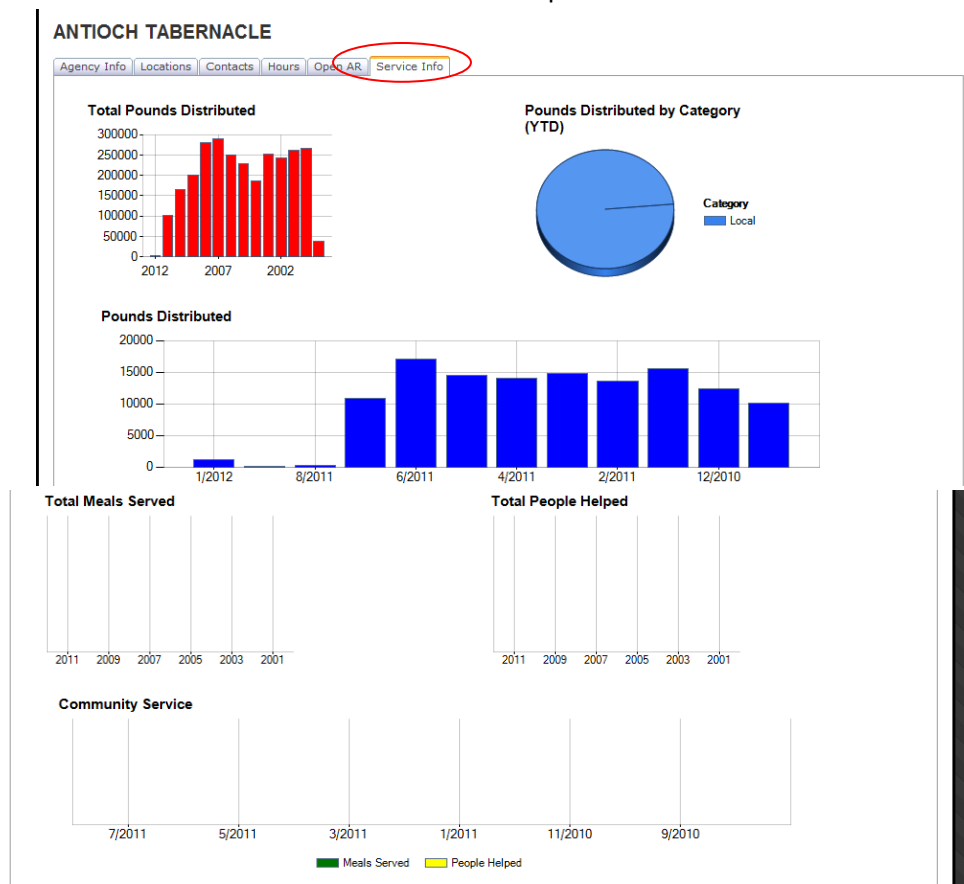 ANTIOCH TABERNACLE
Agency Info Locations Contacts Hours Open AR Service Info
Total Pounds Distributed
300000
250000
200000
150000
100000
50000
0
2012 2007 2002
Pounds Distributed by Category
(YTD)
Category
Local
Pounds Distributed
20000
15000
10000
5000
0
1/2012 8/2011 6/2011 4/2011 2/2011 12/2010
Total Meals Served
2011 2009 2007 2005 2003 2001
Total People Helped
2011 2009 2007 2005 2003 2001
Community Service
7/2011 5/2011 3/2011 1/2011 11/2010 9/2010
Meals Served People Helped